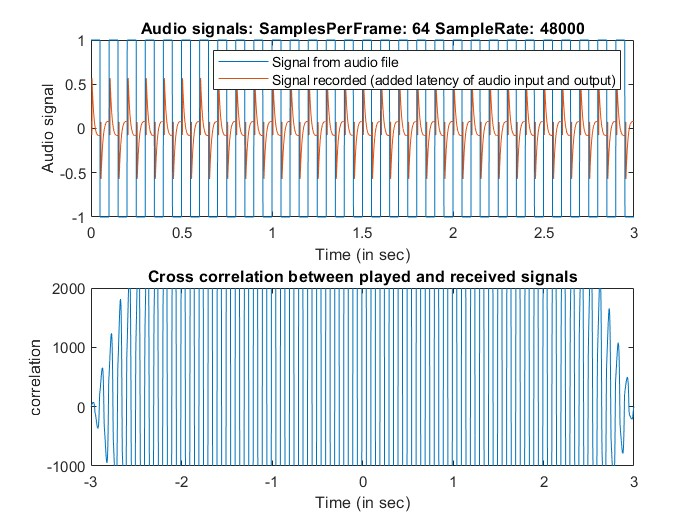 Audio signals: SamplesPerFrame: 64 SampleRate: 48000
1
0.5
0
-0.5
-1
Audio signal
Signal from audio file
Signal recorded (added latency of audio input and output)
0 0.5 1 1.5 2 2.5 3
Time (in sec)
Cross correlation between played and received signals
2000
1000
0
-1000
correlation
-3 -2 -1 0 1 2 3
Time (in sec)